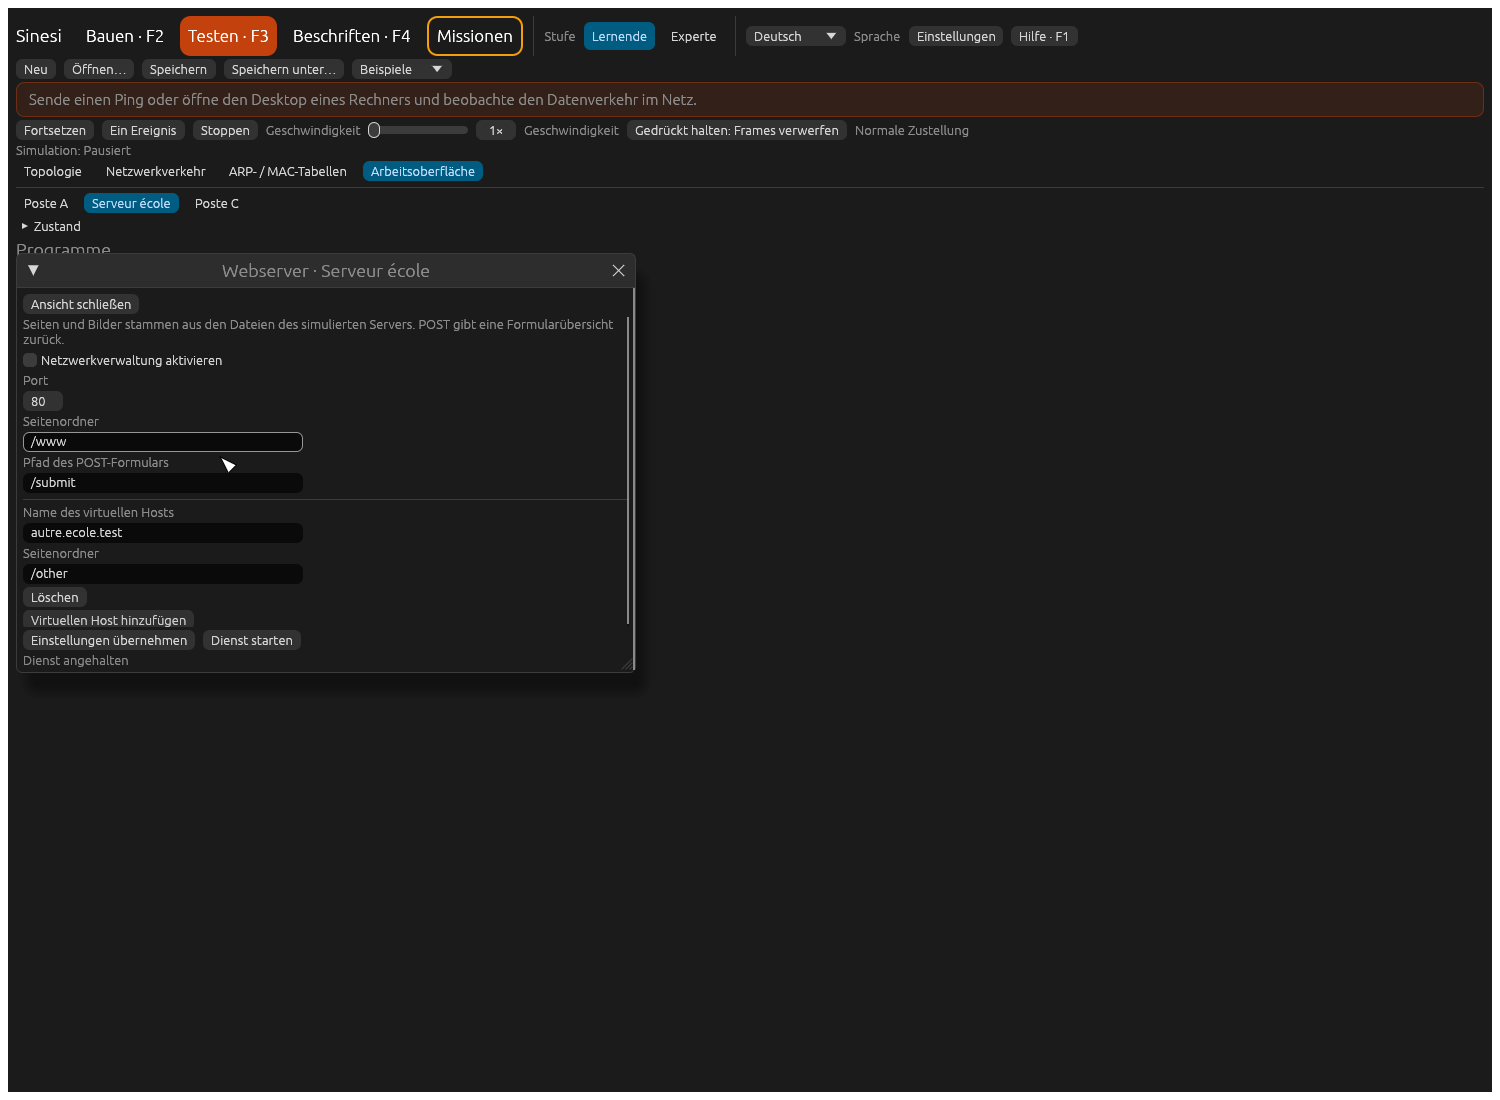 Sinesi Bauen · F2 Testen · F3 Beschriften · F4 Missionen Stufe Lernende Experte Deutsch Sprache Einstellungen Hilfe · F1
Neu Öffnen… Speichern Speichern unter… Beispiele
Sende einen Ping oder öffne den Desktop eines Rechners und beobachte den Datenverkehr im Netz.
Fortsetzen Ein Ereignis Stoppen Geschwindigkeit 1× Geschwindigkeit Gedrückt halten: Frames verwerfen Normale Zustellung
Simulation: Pausiert
Topologie Netzwerkverkehr ARP- / MAC-Tabellen Arbeitsoberfläche
Poste A Serveur école Poste C
Zustand
Programme
Webserver · Serveur école
Ansicht schließen
Seiten und Bilder stammen aus den Dateien des simulierten Servers. POST gibt eine Formularübersicht
zurück.
Netzwerkverwaltung aktivieren
Port
80
Seitenordner
/www
Pfad des POST-Formulars
/submit
Name des virtuellen Hosts
autre.ecole.test
Seitenordner
/other
Löschen
Virtuellen Host hinzufügen
Einstellungen übernehmen Dienst starten
Dienst angehalten